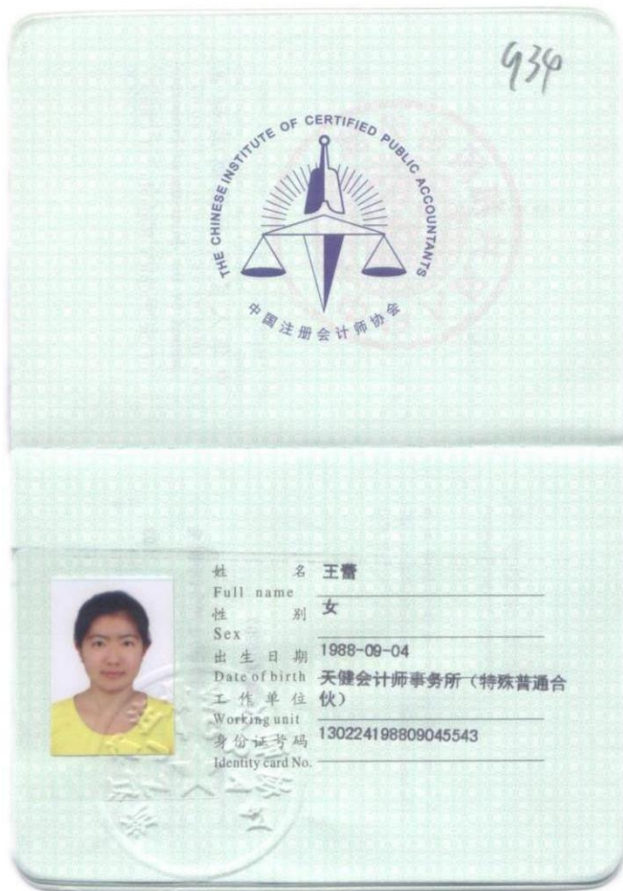 THE CHINESE INSTITUTE OF CERTIFIED PUBLIC ACCOUNTANTS
中国注册会计师协会
姓 名 王蕾
Full name
性 别 女
Sex
出生日期 1988-09-04
Date of birth 天健会计师事务所（特殊普通合
工作单位 伙）
Working unit
身份证号码 130224198809045543
Identity card No.